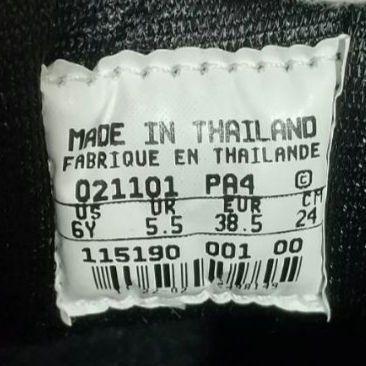 MADE IN THAILAND
FABRIQUE EN THAILANDE
021101 PA4 ©
US UK EUR CM
6Y 5.5 38.5 24
115190 001 00